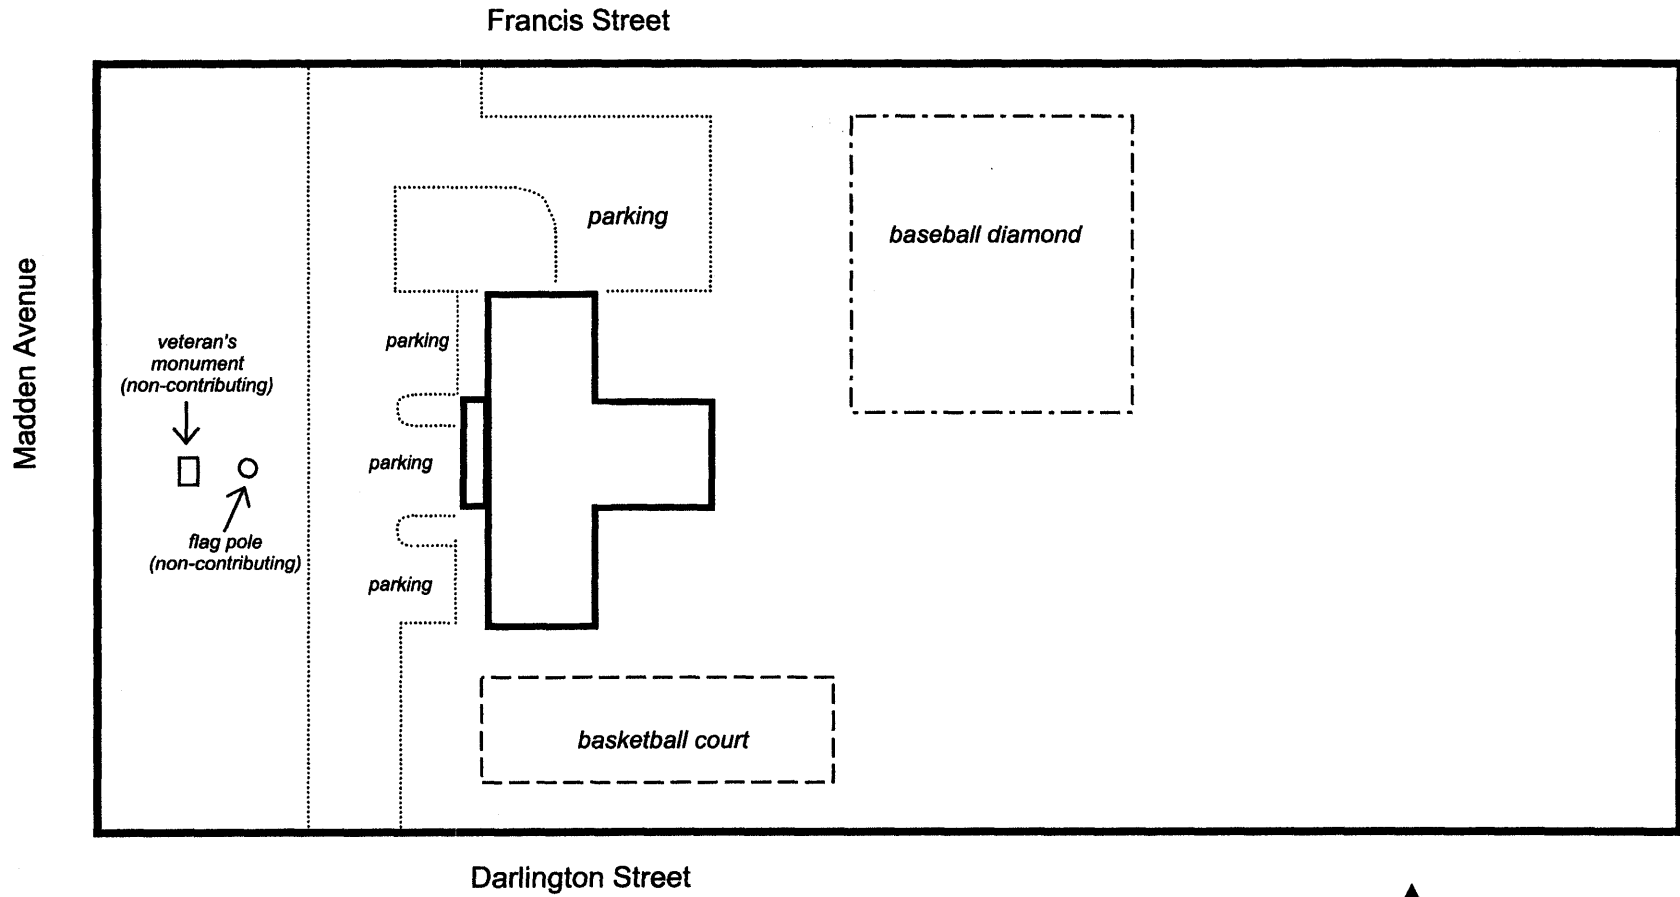 Francis Street
parking
baseball diamond
Madden Avenue
veteran's
monument
(non-contributing)
parking
parking
flag pole
(non-contributing)
parking
basketball court
Darlington Street